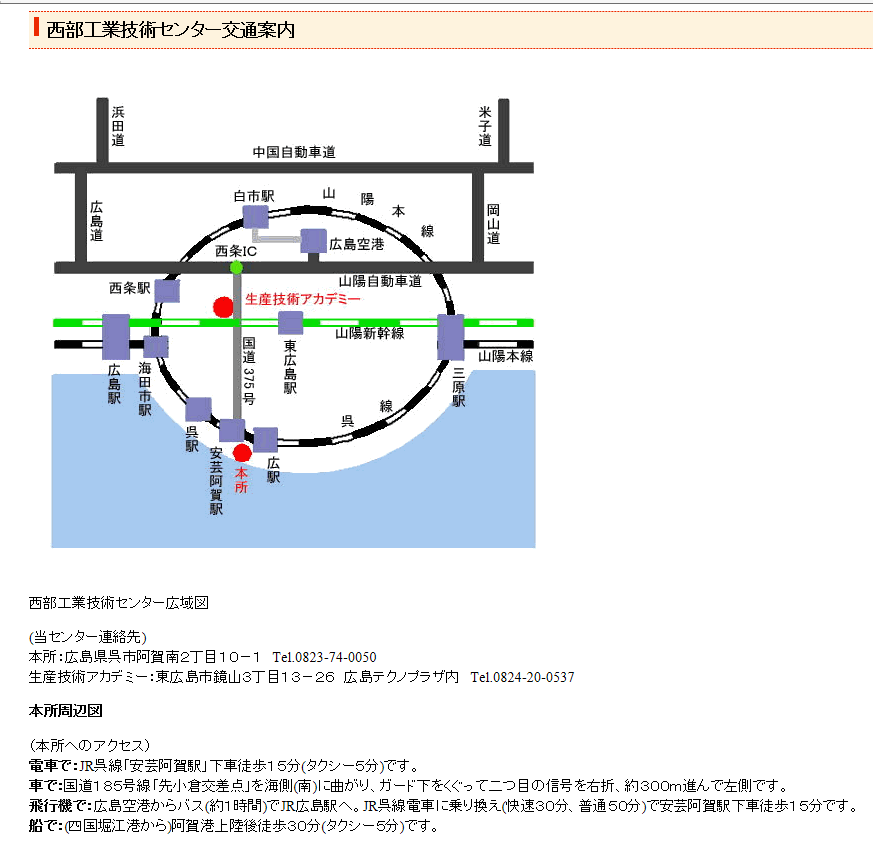 西部工業技術センター交通案内
浜田道
米子道
中国自動車道
広島道
岡山道
白市駅
山陽本線
広島空港
西条IC
山陽自動車道
西条駅
生産技術アカデミー
山陽新幹線
国道375号
東広島駅
山陽本線
広島駅
海田市駅
三原駅
呉線
呉駅
安芸阿賀駅
本所
広駅
西部工業技術センター広域図
(当センター連絡先)
本所：広島県呉市阿賀南２丁目１０－１ Tel.0823-74-0050
生産技術アカデミー：東広島市鏡山３丁目１３－２６ 広島テクノプラザ内 Tel.0824-20-0537
本所周辺図
（本所へのアクセス）
電車で：JR呉線「安芸阿賀駅」下車徒歩１５分(タクシー５分)です。
車で：国道１８５号線「先小倉交差点」を海側(南)に曲がり、ガード下をくぐって二つ目の信号を右折、約３００ｍ進んで左側です。
飛行機で：広島空港からバス(約１時間)でJR広島駅へ。JR呉線電車に乗り換え(快速３０分、普通５０分)で安芸阿賀駅下車徒歩１５分です。
船で：(四国堀江港から)阿賀港上陸後徒歩３０分(タクシー５分)です。